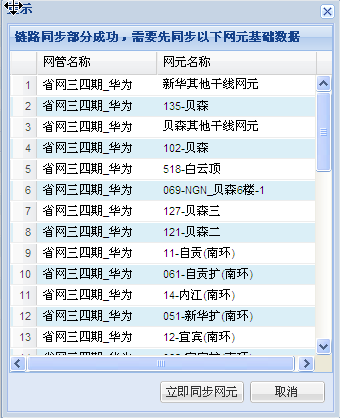 示
链路同步部分成功，需要先同步以下网元基础数据
网管名称 网元名称
1 省网三四期_华为 新华其他干线网元
2 省网三四期_华为 135-贝森
3 省网三四期_华为 贝森其他干线网元
4 省网三四期_华为 102-贝森
5 省网三四期_华为 518-白云顶
6 省网三四期_华为 069-NGN_贝森6楼-1
7 省网三四期_华为 127-贝森三
8 省网三四期_华为 121-贝森二
9 省网三四期_华为 11-自贡(南环)
10 省网三四期_华为 061-自贡扩(南环)
11 省网三四期_华为 14-内江(南环)
12 省网三四期_华为 051-新华扩(南环)
13 省网三四期_华为 12-宜宾(南环)
立即同步网元 取消